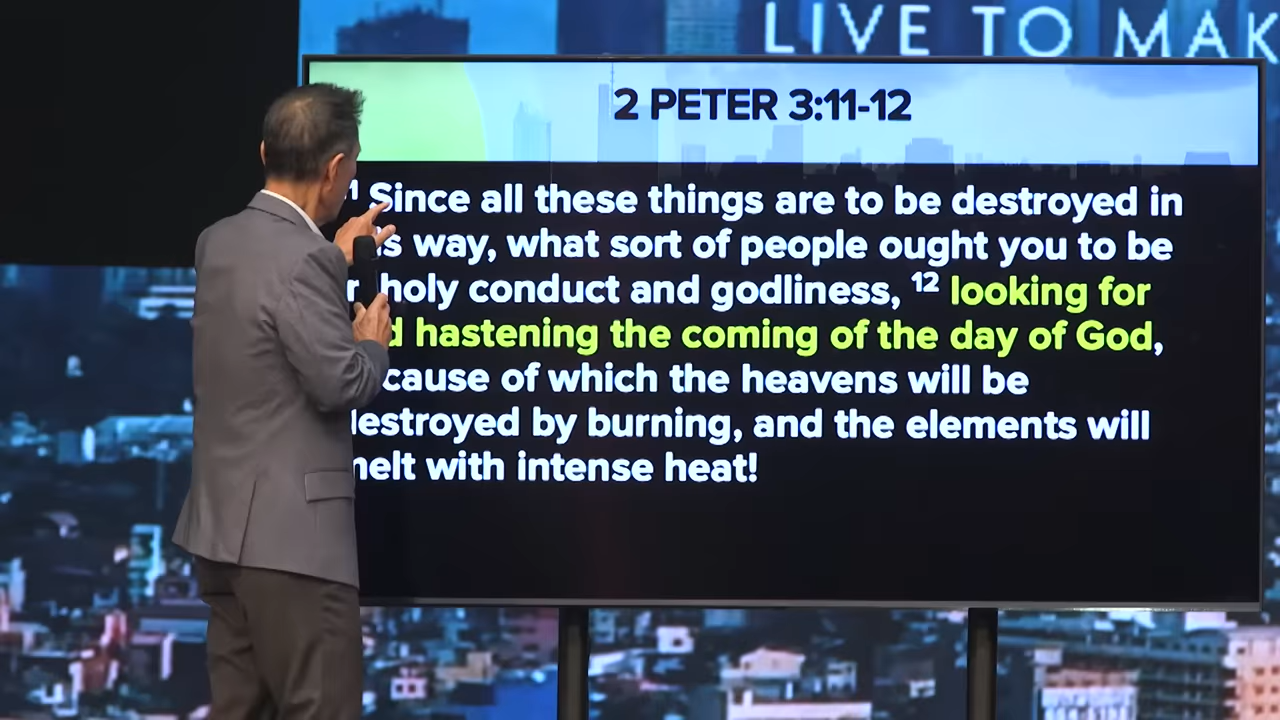 LIVE TO MAK
2 PETER 3:11-12
Since all these things are to be destroyed in
way, what sort of people ought you to be
holy conduct and godliness, ¹² looking for
hastening the coming of the day of God,
cause of which the heavens will be
destroyed by burning, and the elements will
melt with intense heat!